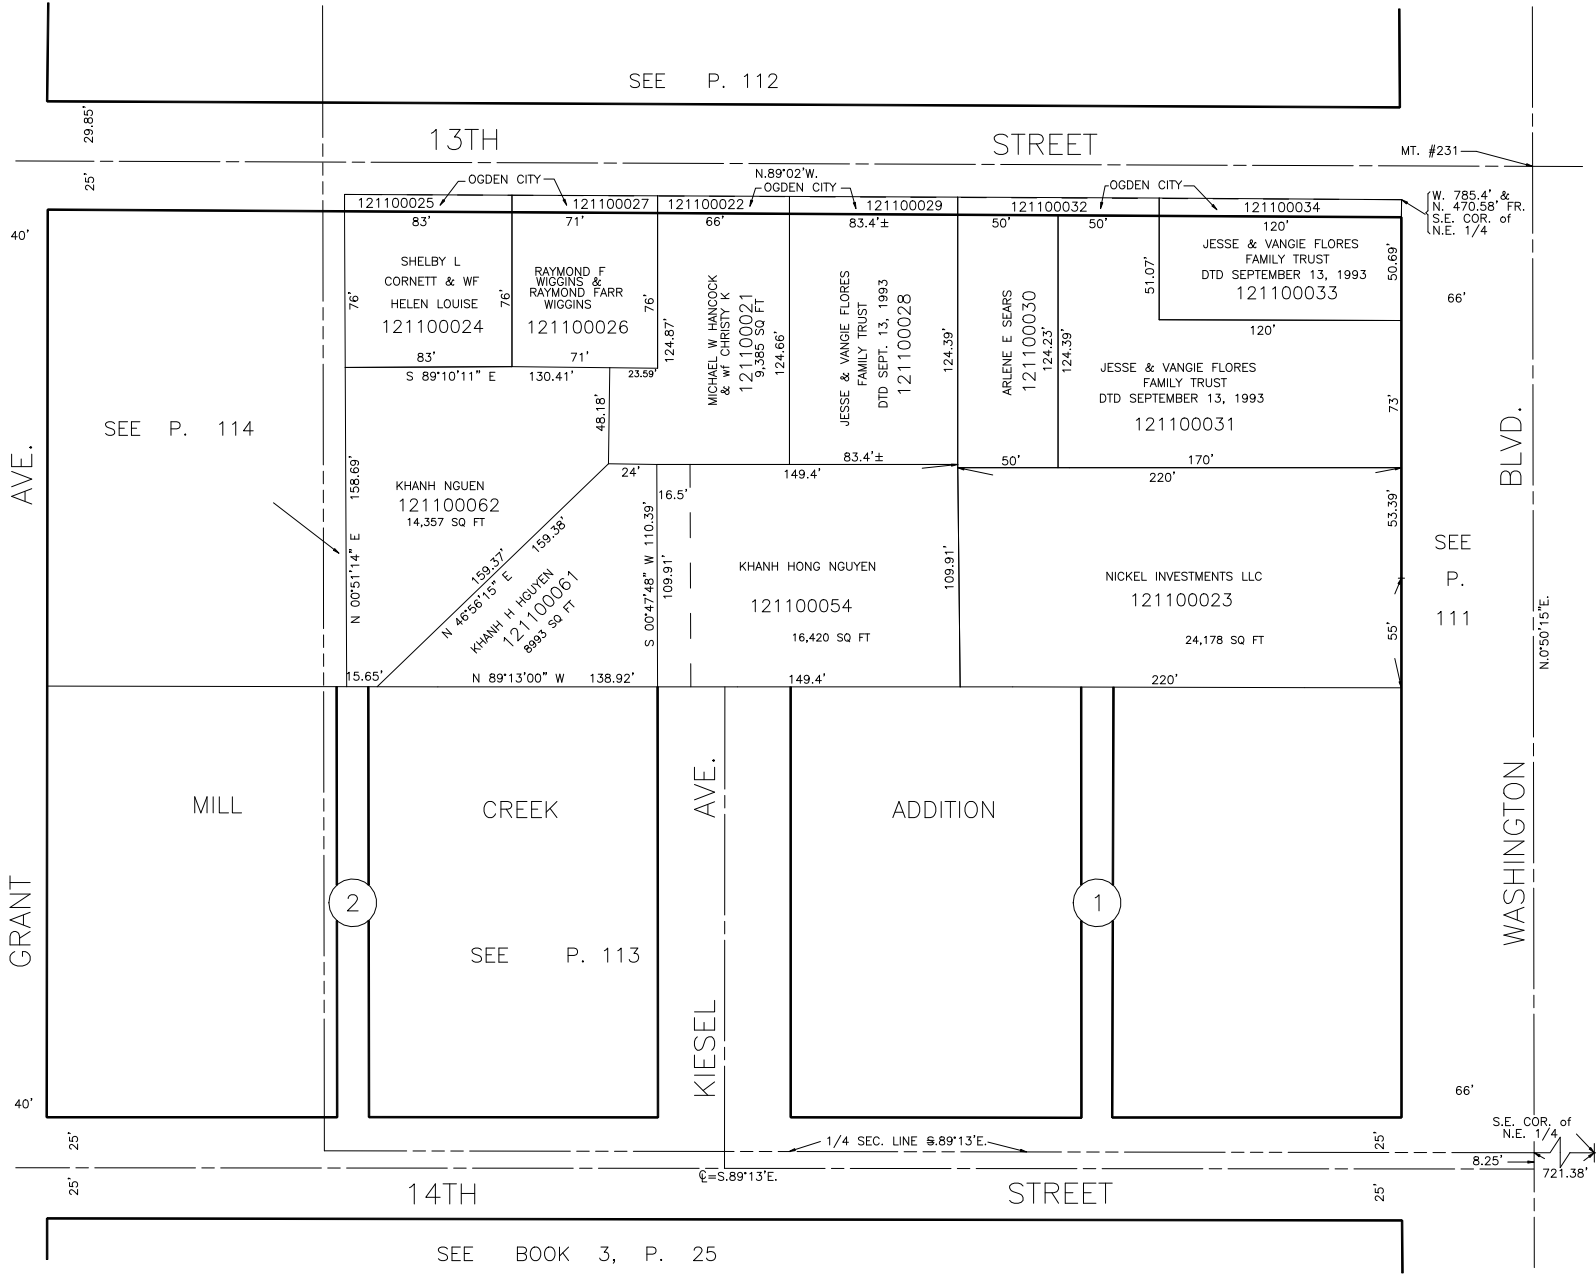 SEE P. 112
29.85'
13TH STREET
MT. #231
25'
N.89°02'W.
OGDEN CITY
OGDEN CITY
OGDEN CITY
121100025
121100027
121100022
121100029
121100032
121100034
W. 785.4' &
N. 470.58' FR.
S.E. COR. of
N.E. 1/4
40'
83'
71'
66'
83.4'±
50'
50'
120'
SHELBY L
CORNETT & WF
HELEN LOUISE
121100024
76'
76'
83'
RAYMOND F
WIGGINS &
RAYMOND FARR
WIGGINS
121100026
76'
71'
MICHAEL W HANCOCK
& wf CHRISTY K
121100021
9,385 SQ FT
124.87'
124.66'
JESSE & VANGIE FLORES
FAMILY TRUST
DTD SEPT. 13, 1993
121100028
124.39'
83.4'±
ARLENE E SEARS
121100030
124.23'
124.39'
50'
JESSE & VANGIE FLORES
FAMILY TRUST
DTD SEPTEMBER 13, 1993
121100033
51.07'
50.69'
120'
66'
JESSE & VANGIE FLORES
FAMILY TRUST
DTD SEPTEMBER 13, 1993
121100031
73'
170'
S 89°10'11" E 130.41'
23.59'
48.18'
24'
SEE P. 114
KHANH NGUEN
121100062
14,357 SQ FT
N 00°51'14" E 158.69'
159.37'
159.38'
N 46°56'15" E
KHANH H HGUYEN
121100061
8993 SQ FT
S 00°47'48" W 110.39'
109.91'
16.5'
149.4'
KHANH HONG NGUYEN
121100054
16,420 SQ FT
109.91'
220'
NICKEL INVESTMENTS LLC
121100023
24,178 SQ FT
53.39'
55'
SEE
P.
111
N.0°50'15"E.
15.65'
N 89°13'00" W 138.92'
149.4'
220'
GRANT AVE.
KIESEL AVE.
WASHINGTON BLVD.
MILL CREEK ADDITION
2
1
SEE P. 113
40'
66'
25'
1/4 SEC. LINE S.89°13'E.
25'
S.E. COR. of
N.E. 1/4
8.25'
721.38'
25'
℄=S.89°13'E.
14TH STREET
25'
SEE BOOK 3, P. 25